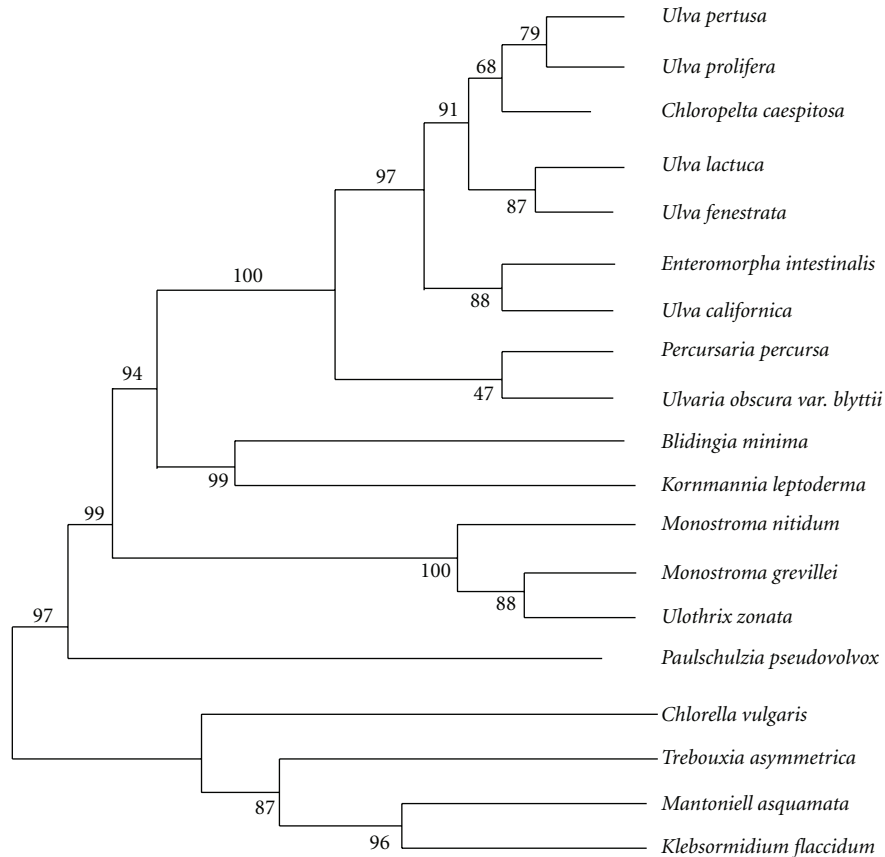 Ulva pertusa
79
Ulva prolifera
68
Chloropelta caespitosa
91
Ulva lactuca
97
87
Ulva fenestrata
Enteromorpha intestinalis
100
88
Ulva californica
Percursaria percursa
94
47
Ulvaria obscura var. blyttii
Blidingia minima
99
Kornmannia leptoderma
99
Monostroma nitidum
100
Monostroma grevillei
88
97
Ulothrix zonata
Paulschulzia pseudovolvox
Chlorella vulgaris
Trebouxia asymmetrica
87
Mantoniell asquamata
96
Klebsormidium flaccidum